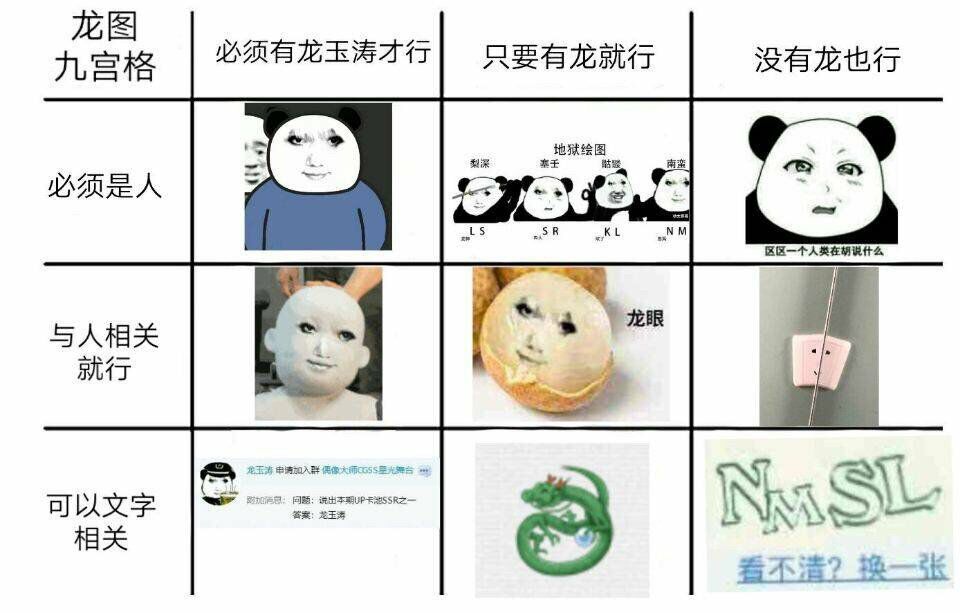 龙图
九宫格
必须有龙玉涛才行
只要有龙就行
没有龙也行
必须是人
地狱绘图
梨深
塞壬
骷髅
南蛮
LS
SR
KL
NM
区区一个人类在胡说什么
与人相关
就行
龙眼
可以文字
相关
龙玉涛 申请加入群 偶像大师CGSS星光舞台
附加消息： 问题：说出本期UP卡池SSR之一
答案：龙玉涛
NMSL
看不清？换一张